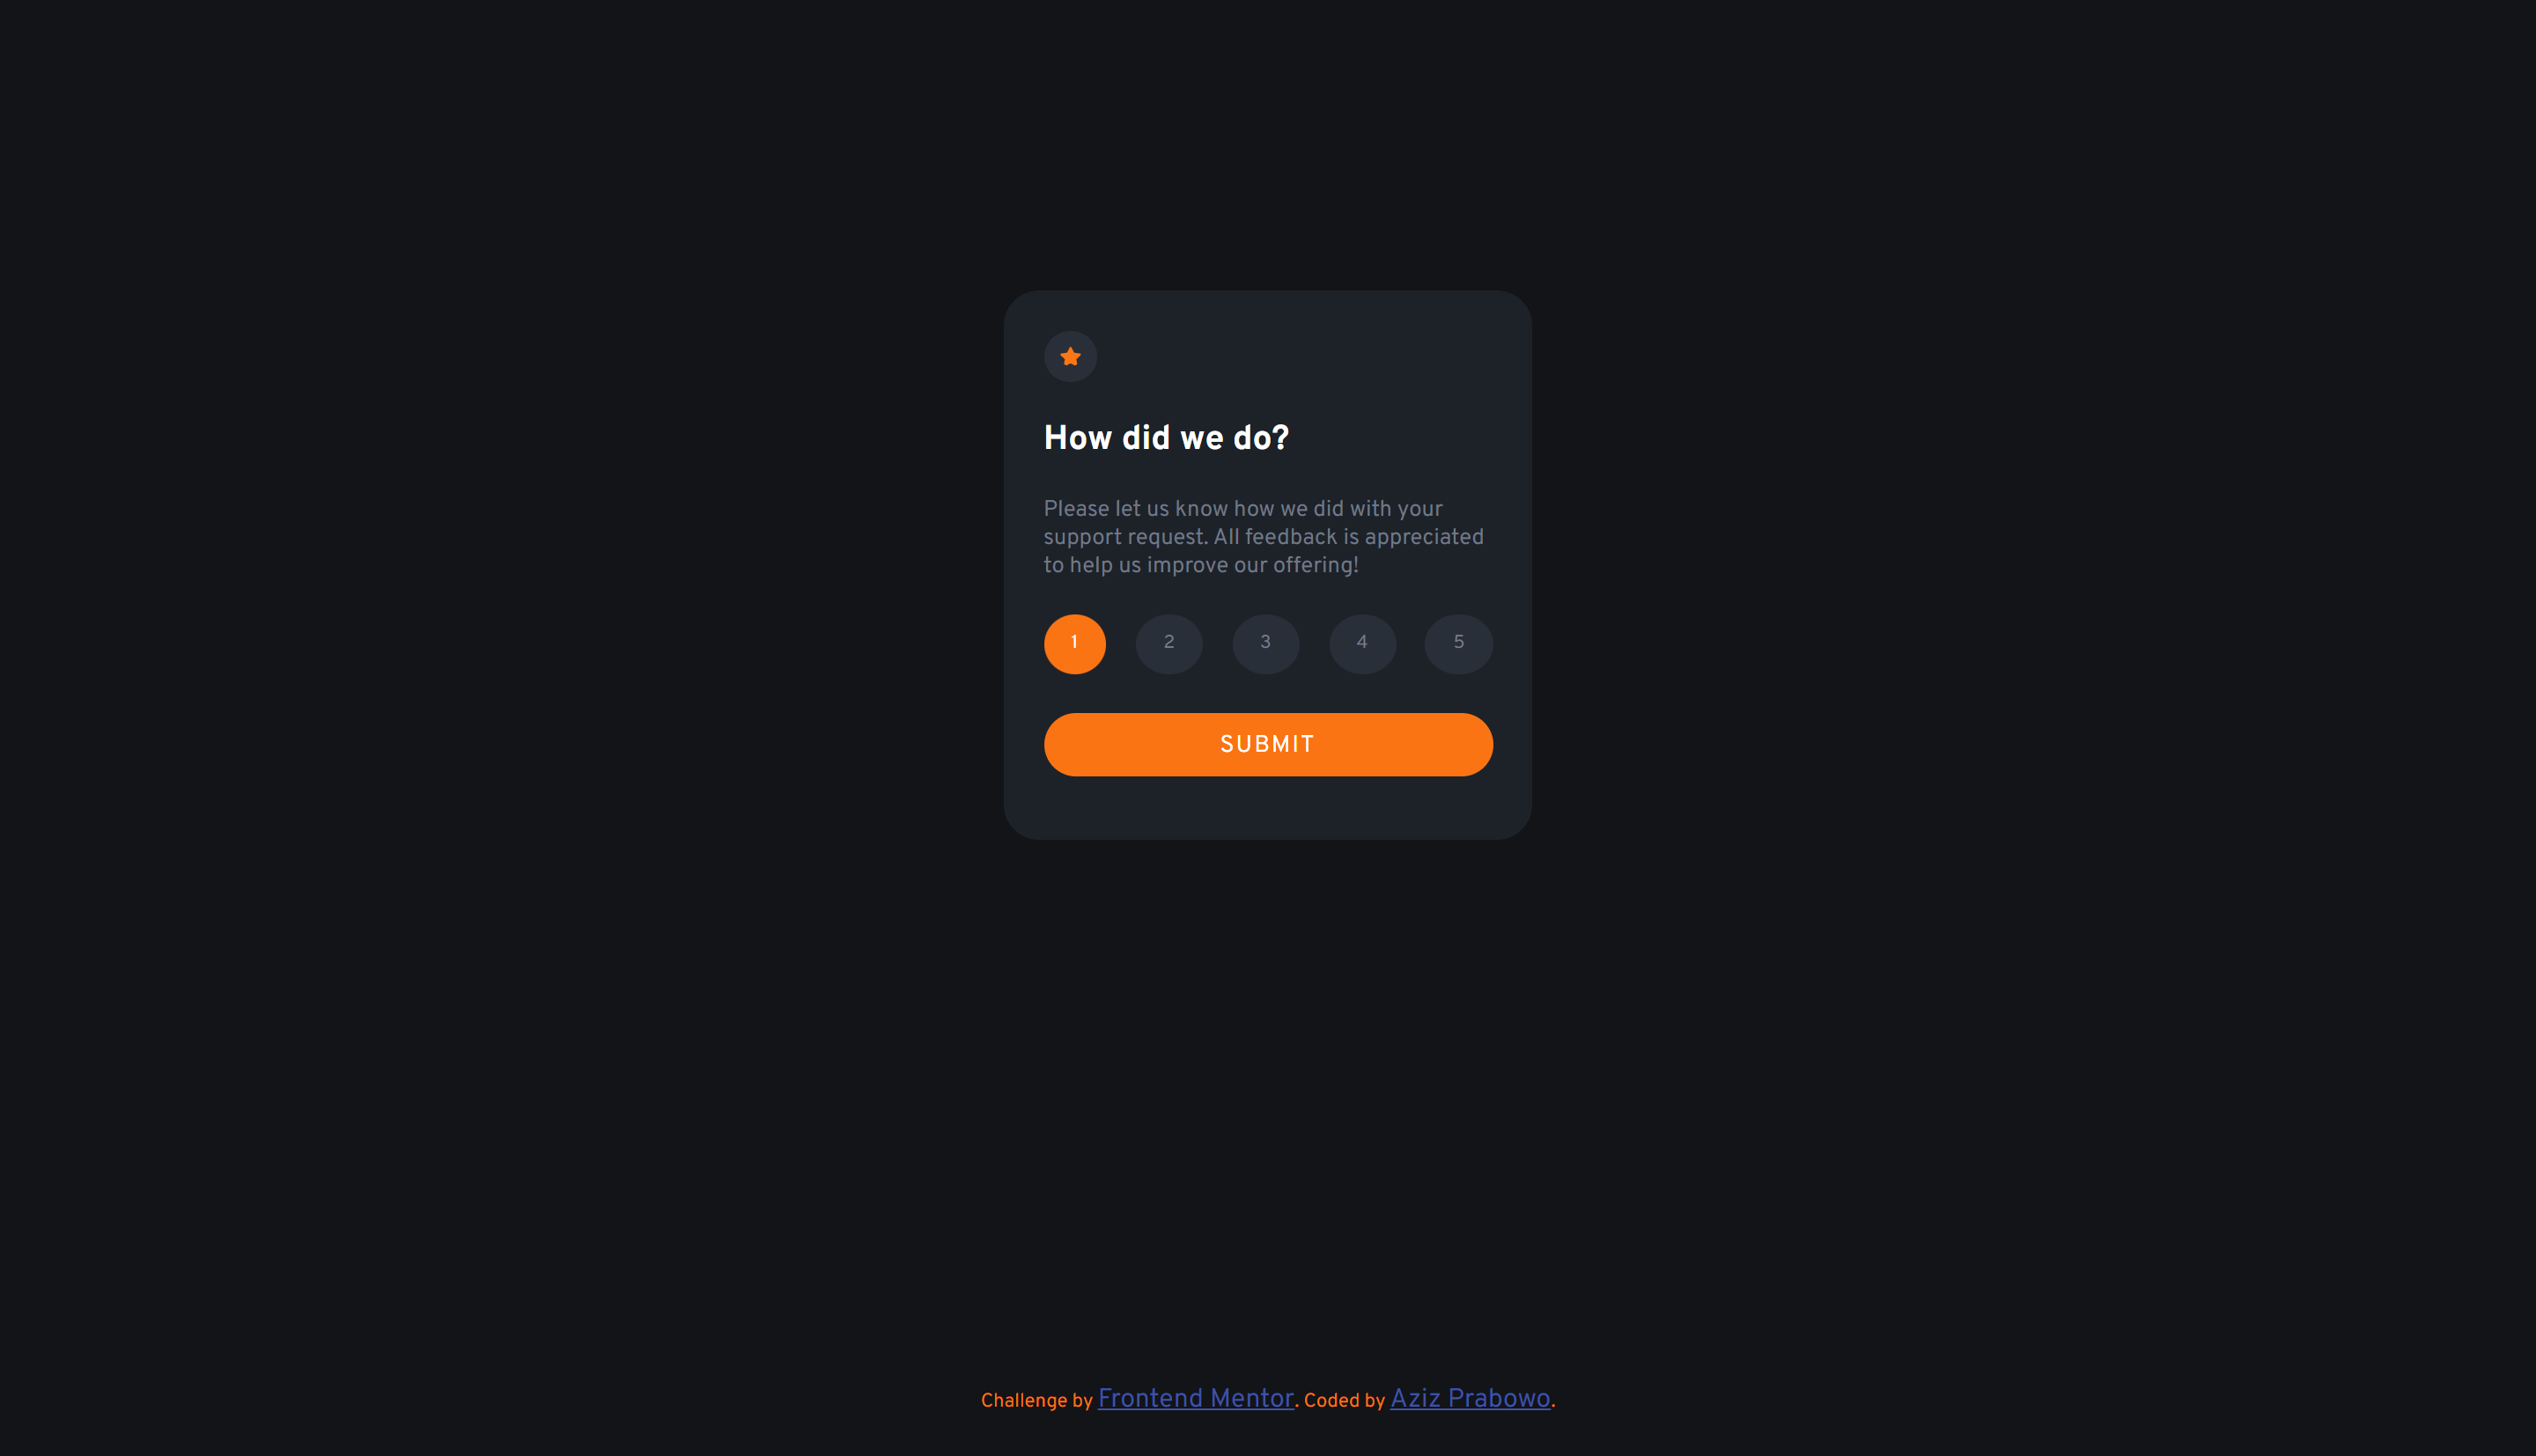 How did we do?
Please let us know how we did with your
support request. All feedback is appreciated
to help us improve our offering!
1 2 3 4 5
SUBMIT
Challenge by Frontend Mentor. Coded by Aziz Prabowo.